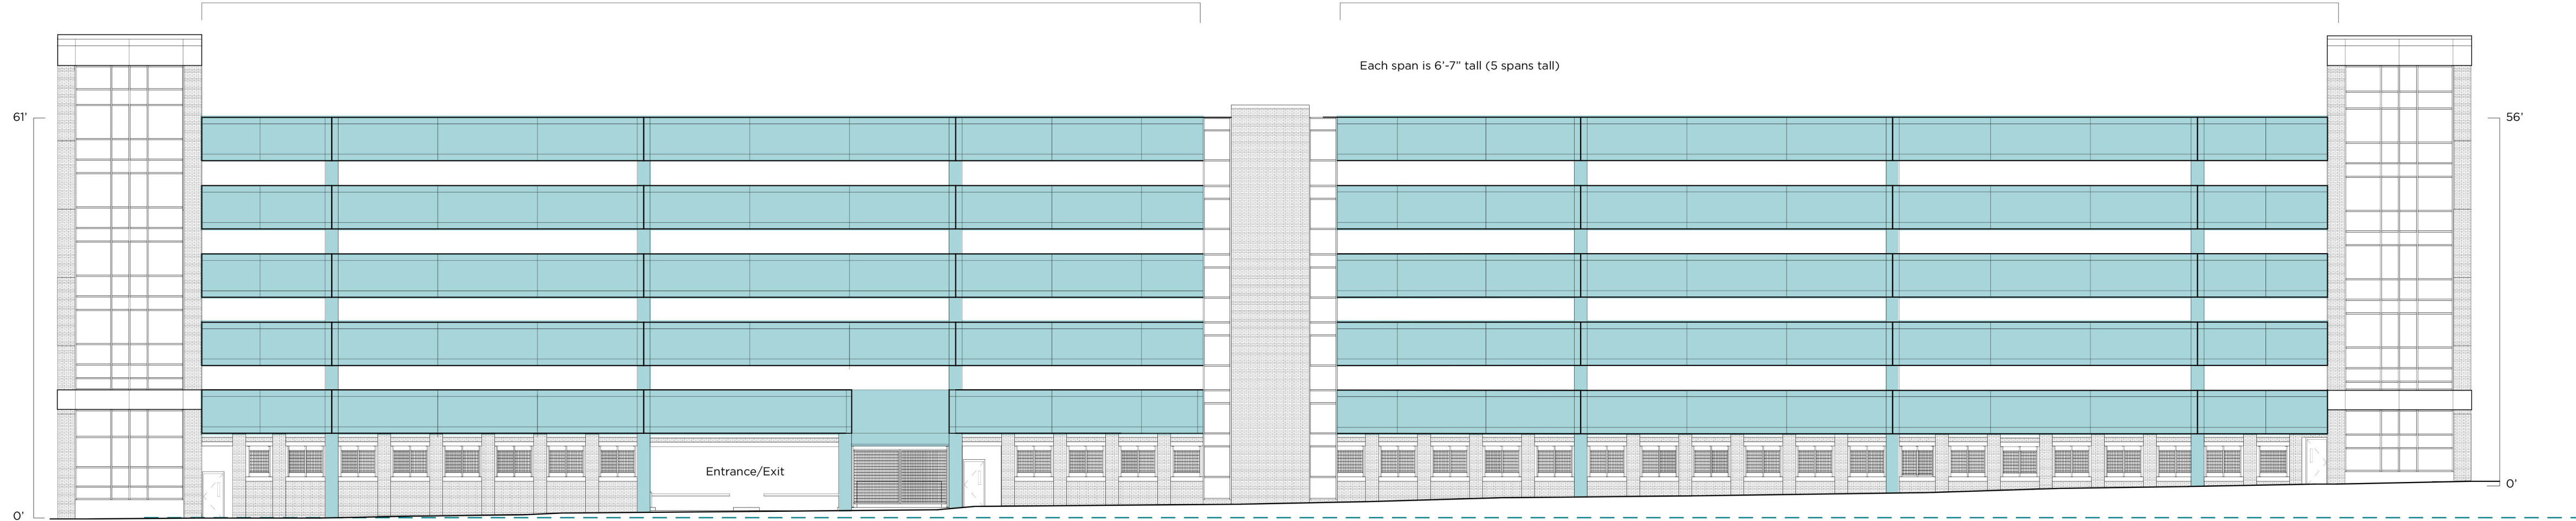 Each span is 6’-7” tall (5 spans tall)
61’
56’
Entrance/Exit
0’
0’